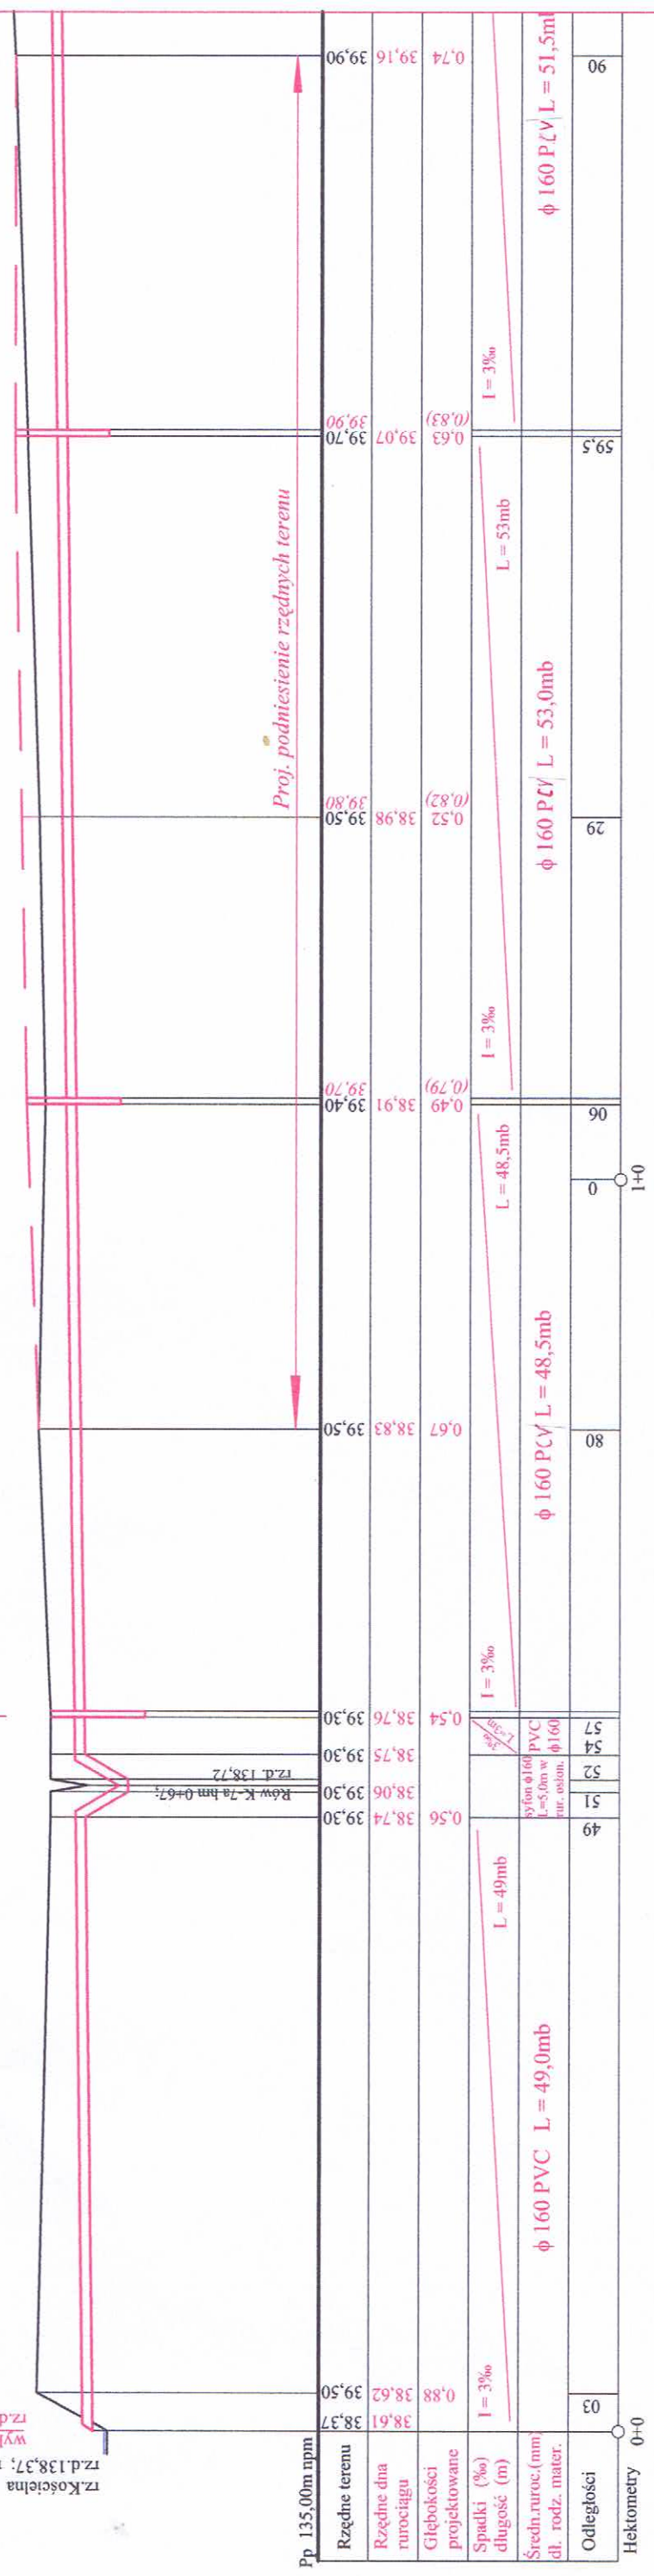 wyl
rz.d
rz.Kościelna
rz.d.138,37;
Rów K-7a hm 0+67;
rz.d. 138,72
Proj. podniesienie rzędnych terenu
Pp 135,00m npm
Rzędne terenu
38,37
39,50
39,30
39,30
39,30
39,30
39,50
39,40
39,70
39,50
39,80
39,70
39,90
39,90
Rzędne dna
rurociągu
38,61
38,62
38,74
38,06
38,75
38,76
38,83
38,91
38,98
39,07
39,16
Głębokości
projektowane
0,88
0,56
0,54
0,67
0,49
(0,79)
0,52
(0,82)
0,63
(0,83)
0,74
Spadki (‰)
długość (m)
I = 3‰
L = 49mb
3‰
L=3m
I = 3‰
L = 48,5mb
I = 3‰
L = 53mb
I = 3‰
Średn.ruroc.(mm)
dł. rodz. mater.
ϕ 160 PVC L = 49,0mb
syfon ϕ160
L=5,0m w
rur. osłon.
PVC
ϕ160
ϕ 160 PCV L = 48,5mb
ϕ 160 PCV L = 53,0mb
ϕ 160 PCV L = 51,5mb
Odległości
03
49
51
52
54
57
80
0
06
29
59,5
90
Hektometry
0+0
1+0